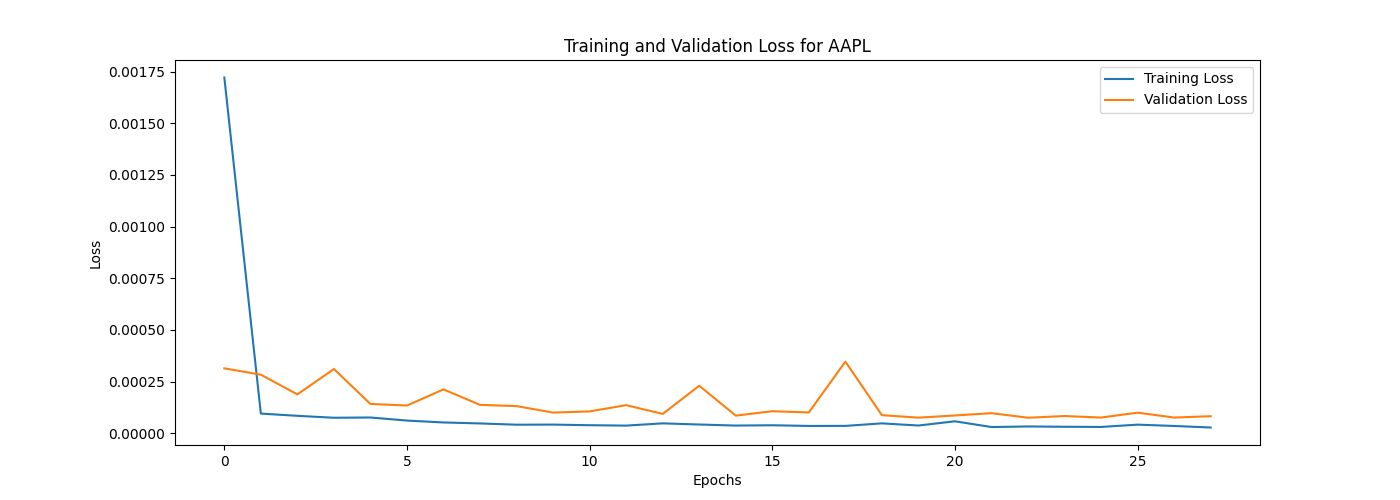 Training and Validation Loss for AAPL
Training Loss
Validation Loss
0.00175
0.00150
0.00125
0.00100
0.00075
0.00050
0.00025
0.00000
Loss
0 5 10 15 20 25
Epochs